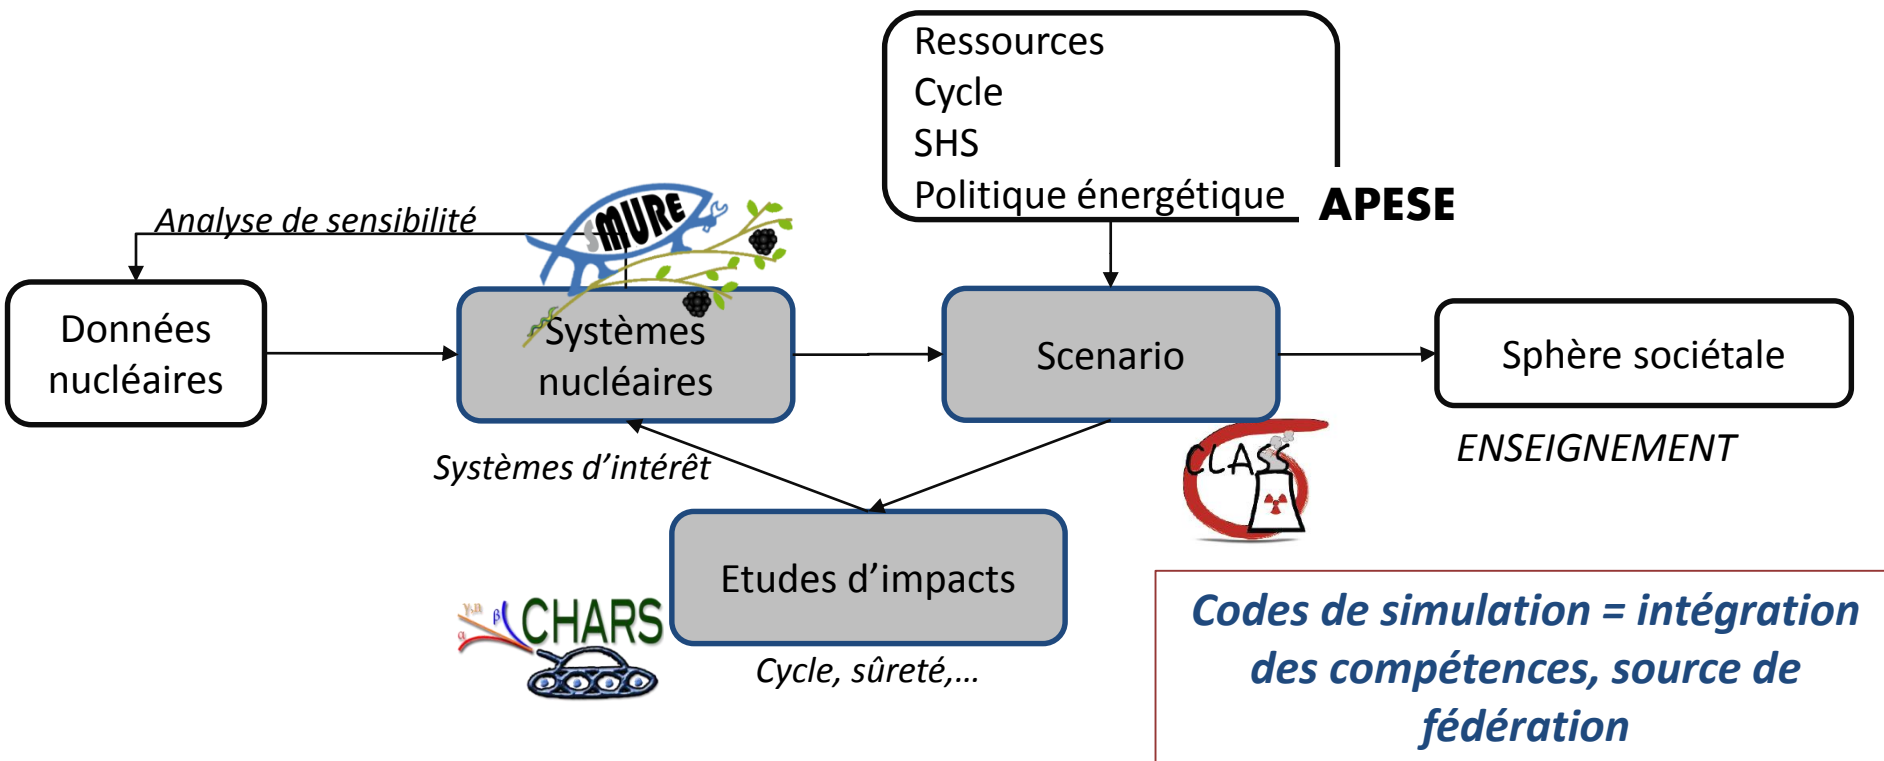 Ressources
Cycle
SHS
Politique énergétique
APESE
Analyse de sensibilité
SMURE
Données
nucléaires
Systèmes
nucléaires
Scenario
Sphère sociétale
ENSEIGNEMENT
Systèmes d’intérêt
CLASS
Etudes d’impacts
γ,n
β
α
CHARS
Cycle, sûreté,...
Codes de simulation = intégration
des compétences, source de
fédération